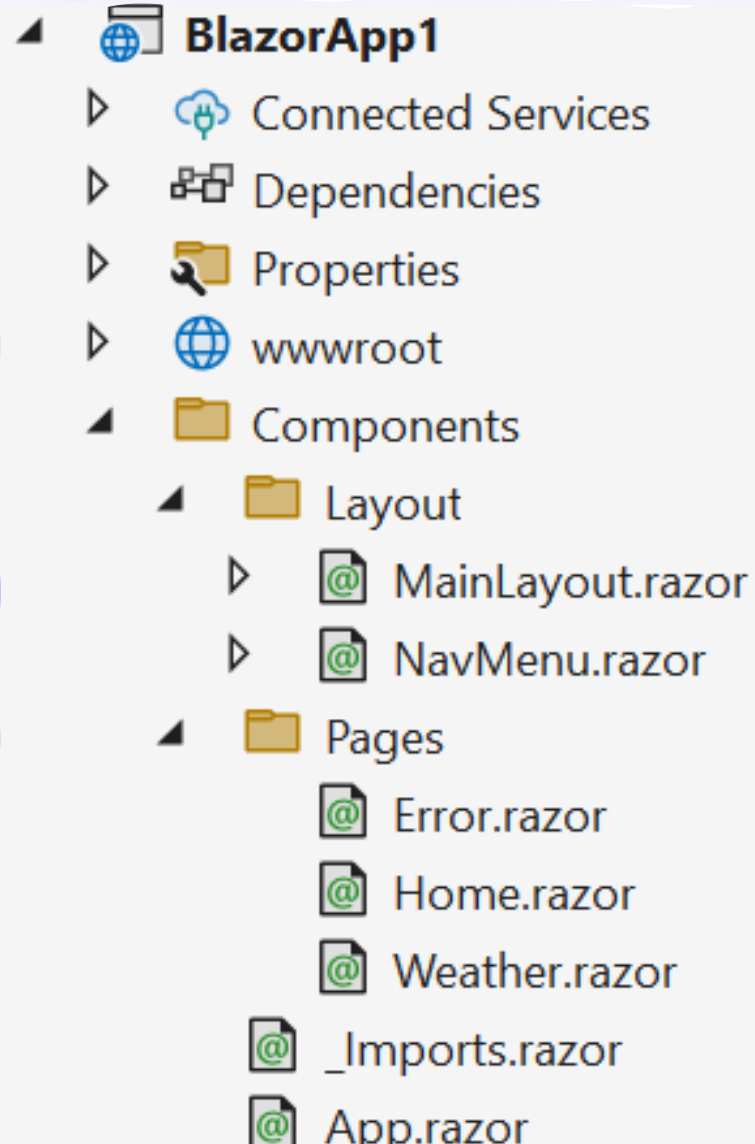 BlazorApp1
Connected Services
Dependencies
Properties
wwwroot
Components
Layout
MainLayout.razor
NavMenu.razor
Pages
Error.razor
Home.razor
Weather.razor
_Imports.razor
App.razor